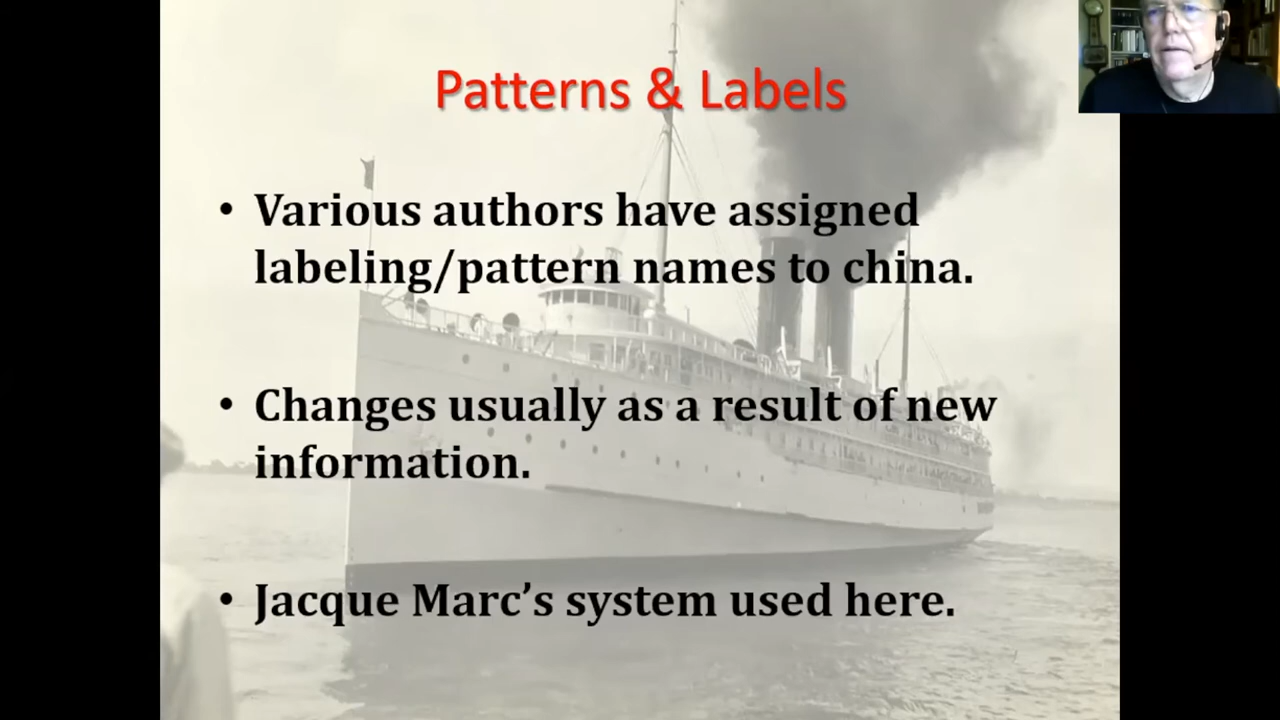 Patterns & Labels
• Various authors have assigned
labeling/pattern names to china.
• Changes usually as a result of new
information.
• Jacque Marc’s system used here.